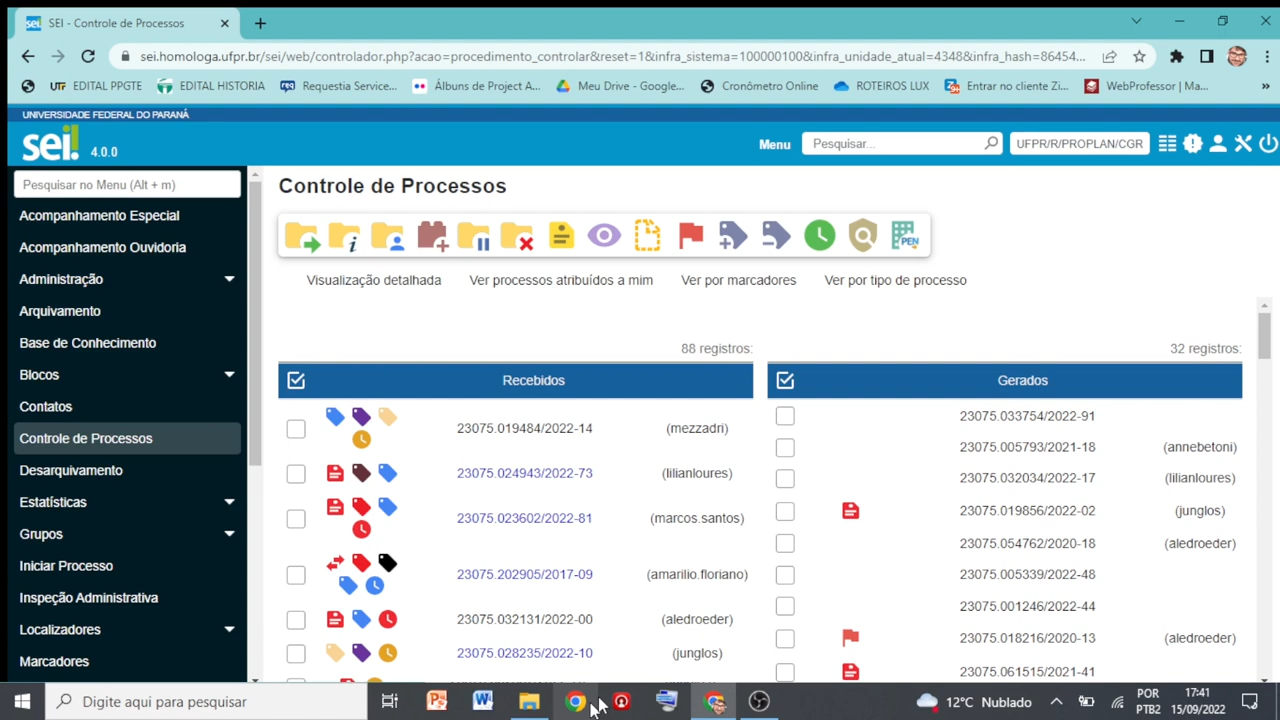 sei! SEI - Controle de Processos
sei.homologa.ufpr.br/sei/web/controlador.php?acao=procedimento_controlar&reset=1&infra_sistema=100000100&infra_unidade_atual=4348&infra_hash=86454...
UTF EDITAL PPGTE EDITAL HISTORIA req Requestia Service... Álbuns de Project A... Meu Drive - Google... Cronômetro Online ROTEIROS LUX Entrar no cliente Zi... WebProfessor | Ma... »
UNIVERSIDADE FEDERAL DO PARANÁ
sei! 4.0.0 Menu Pesquisar... UFPR/R/PROPLAN/CGR
Pesquisar no Menu (Alt + m)
Acompanhamento Especial
Acompanhamento Ouvidoria
Administração
Arquivamento
Base de Conhecimento
Blocos
Contatos
Controle de Processos
Desarquivamento
Estatísticas
Grupos
Iniciar Processo
Inspeção Administrativa
Localizadores
Marcadores
Controle de Processos
PEN
Visualização detalhada Ver processos atribuídos a mim Ver por marcadores Ver por tipo de processo
88 registros:
Recebidos
23075.019484/2022-14 (mezzadri)
23075.024943/2022-73 (lilianloures)
23075.023602/2022-81 (marcos.santos)
23075.202905/2017-09 (amarilio.floriano)
23075.032131/2022-00 (aledroeder)
23075.028235/2022-10 (junglos)
32 registros:
Gerados
23075.033754/2022-91
23075.005793/2021-18 (annebetoni)
23075.032034/2022-17 (lilianloures)
23075.019856/2022-02 (junglos)
23075.054762/2020-18 (aledroeder)
23075.005339/2022-48
23075.001246/2022-44
23075.018216/2020-13 (aledroeder)
23075.061515/2021-41
Digite aqui para pesquisar 12°C Nublado POR PTB2 17:41 15/09/2022